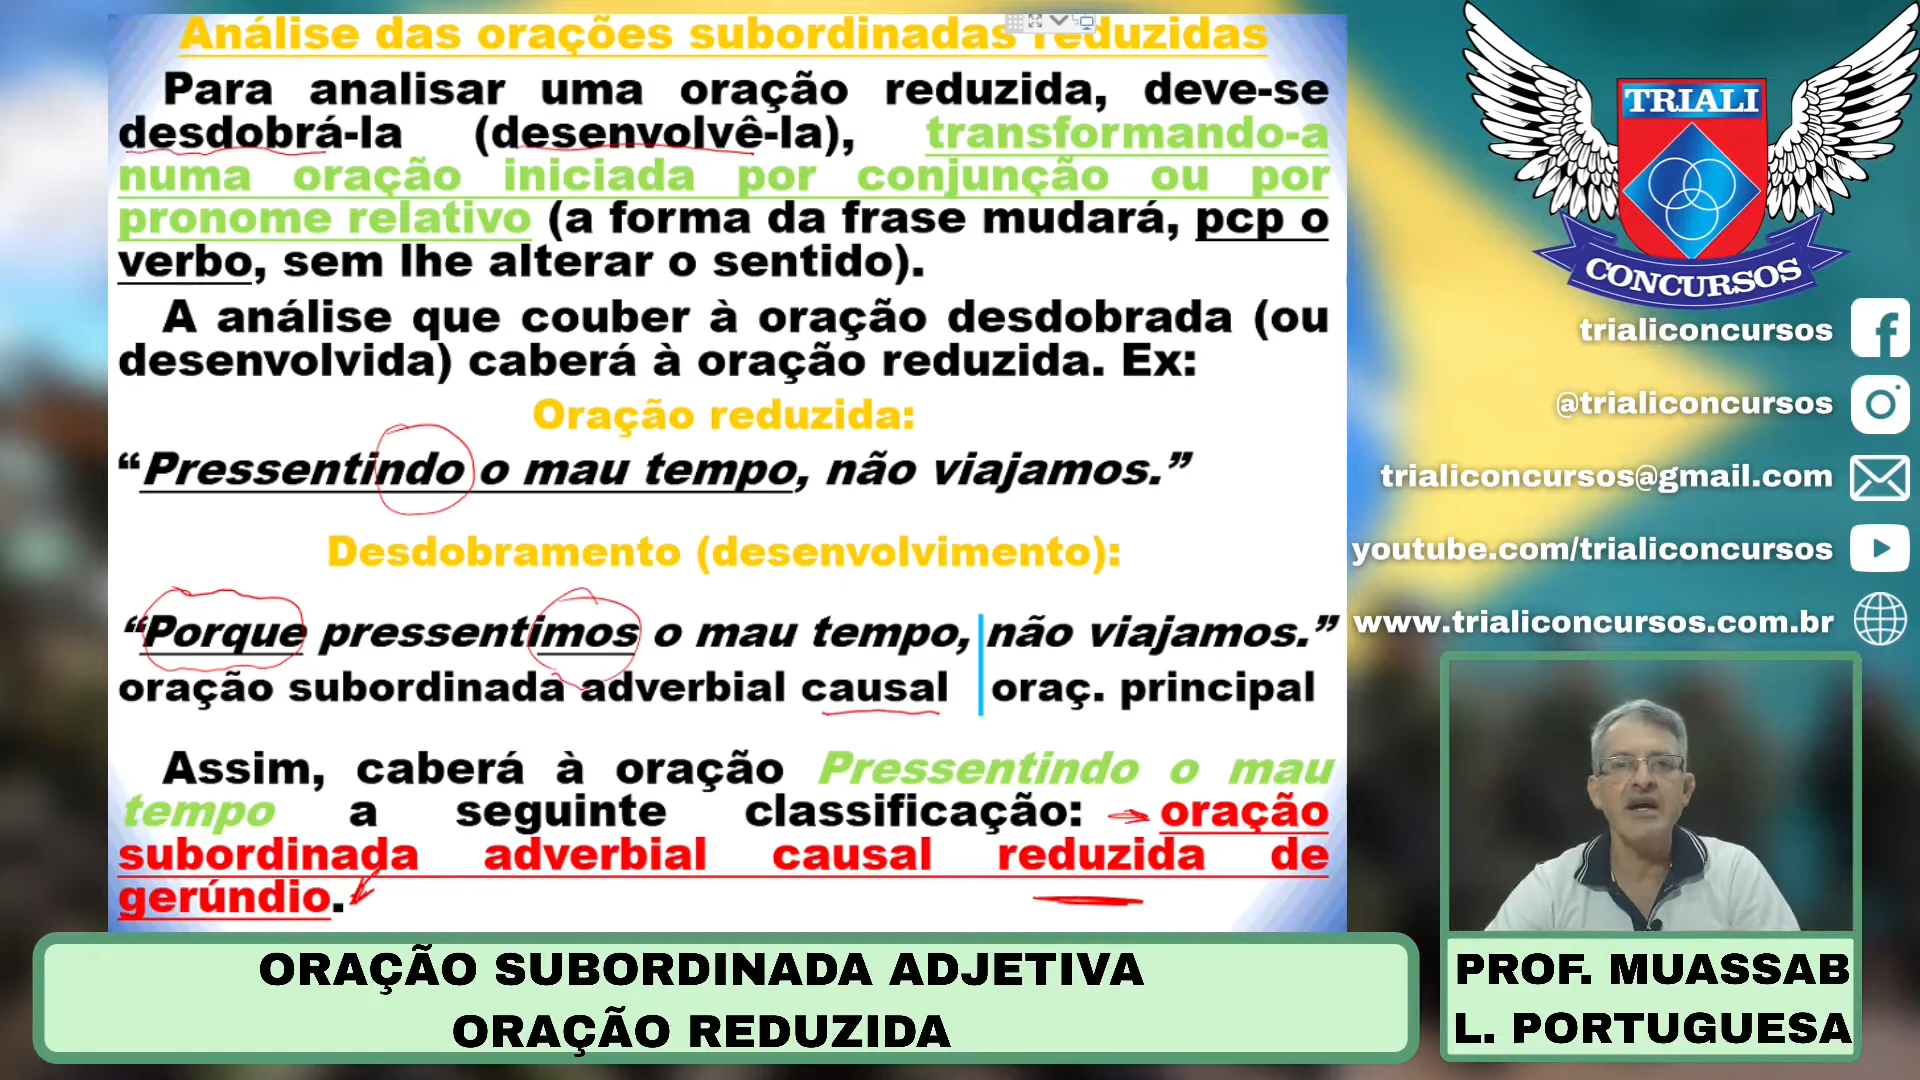 Análise das orações subordinadas reduzidas
Para analisar uma oração reduzida, deve-se
desdobrá-la (desenvolvê-la), transformando-a
numa oração iniciada por conjunção ou por
pronome relativo (a forma da frase mudará, pcp o
verbo, sem lhe alterar o sentido).
A análise que couber à oração desdobrada (ou
desenvolvida) caberá à oração reduzida. Ex:
Oração reduzida:
“Pressentindo o mau tempo, não viajamos.”
Desdobramento (desenvolvimento):
“Porque pressentimos o mau tempo, não viajamos.”
oração subordinada adverbial causal oraç. principal
Assim, caberá à oração Pressentindo o mau
tempo a seguinte classificação: oração
subordinada adverbial causal reduzida de
gerúndio.
TRIALI
CONCURSOS
trialiconcursos
@trialiconcursos
trialiconcursos@gmail.com
youtube.com/trialiconcursos
www.trialiconcursos.com.br
ORAÇÃO SUBORDINADA ADJETIVA
ORAÇÃO REDUZIDA
PROF. MUASSAB
L. PORTUGUESA